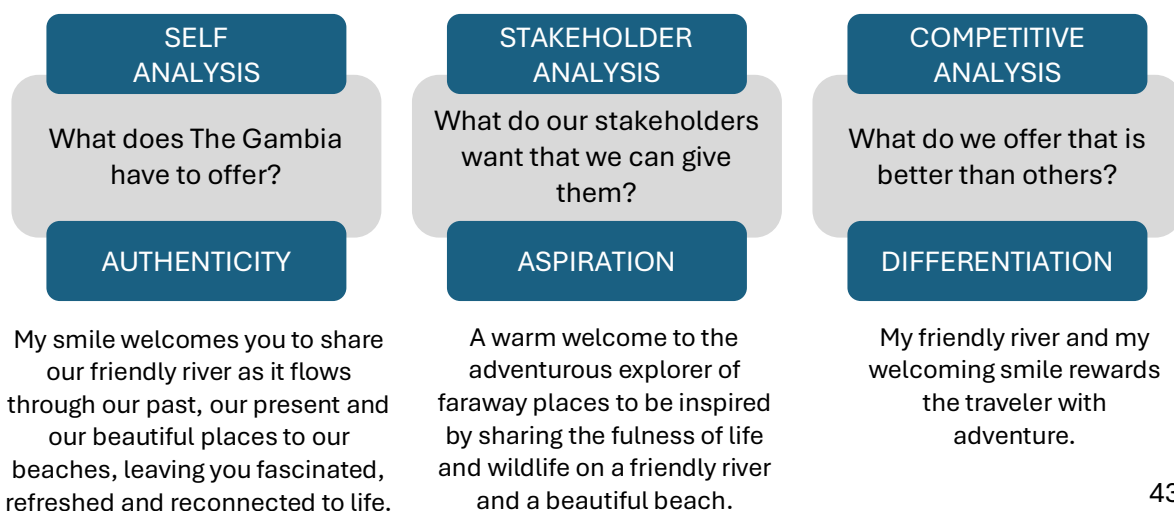 SELF
ANALYSIS
What does The Gambia
have to offer?
AUTHENTICITY
My smile welcomes you to share
our friendly river as it flows
through our past, our present and
our beautiful places to our
beaches, leaving you fascinated,
refreshed and reconnected to life.
STAKEHOLDER
ANALYSIS
What do our stakeholders
want that we can give
them?
ASPIRATION
A warm welcome to the
adventurous explorer of
faraway places to be inspired
by sharing the fulness of life
and wildlife on a friendly river
and a beautiful beach.
COMPETITIVE
ANALYSIS
What do we offer that is
better than others?
DIFFERENTIATION
My friendly river and my
welcoming smile rewards
the traveler with
adventure.
43